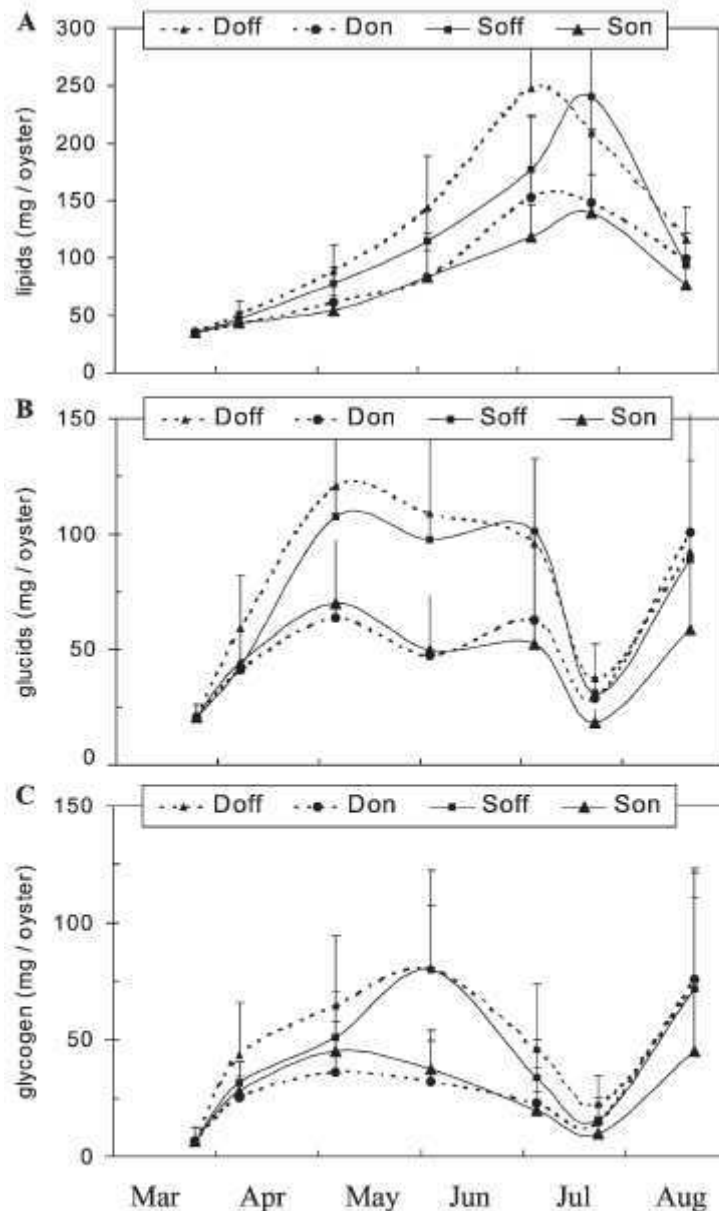 A
Doff Don Soff Son
lipids (mg / oyster)
300
250
200
150
100
50
0
B
Doff Don Soff Son
glucids (mg / oyster)
150
100
50
0
C
Doff Don Soff Son
glycogen (mg / oyster)
150
100
50
0
Mar Apr May Jun Jul Aug